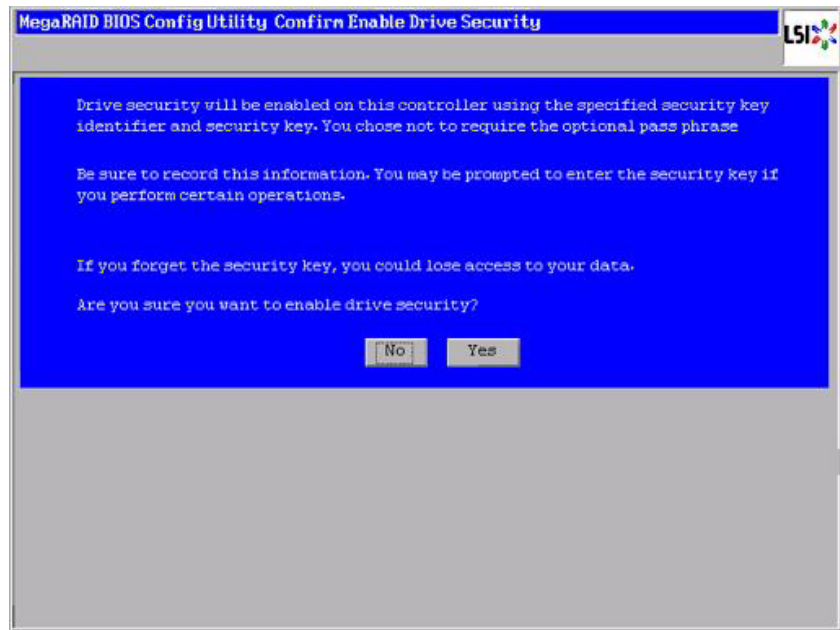 MegaRAID BIOS Config Utility Confirm Enable Drive Security
LSI
Drive security will be enabled on this controller using the specified security key
identifier and security key. You chose not to require the optional pass phrase
Be sure to record this information. You may be prompted to enter the security key if
you perform certain operations.
If you forget the security key, you could lose access to your data.
Are you sure you want to enable drive security?
No Yes